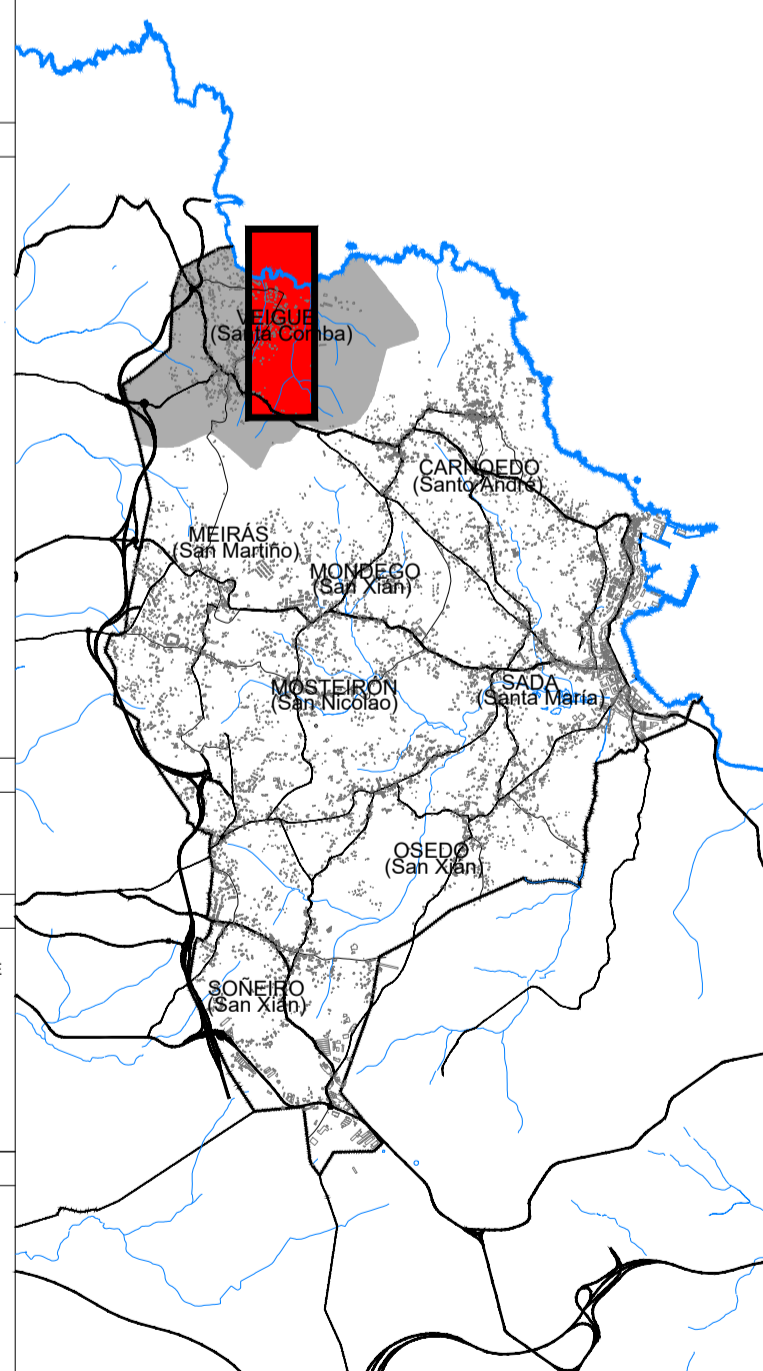 VEIGUE
(Santa Comba)
CARNOEDO
(Santo André)
MEIRÁS
(San Martiño)
MONDEGO
(San Xián)
MOSTEIRÓN
(San Nicolao)
SADA
(Santa María)
OSEDO
(San Xián)
SOÑEIRO
(San Xián)